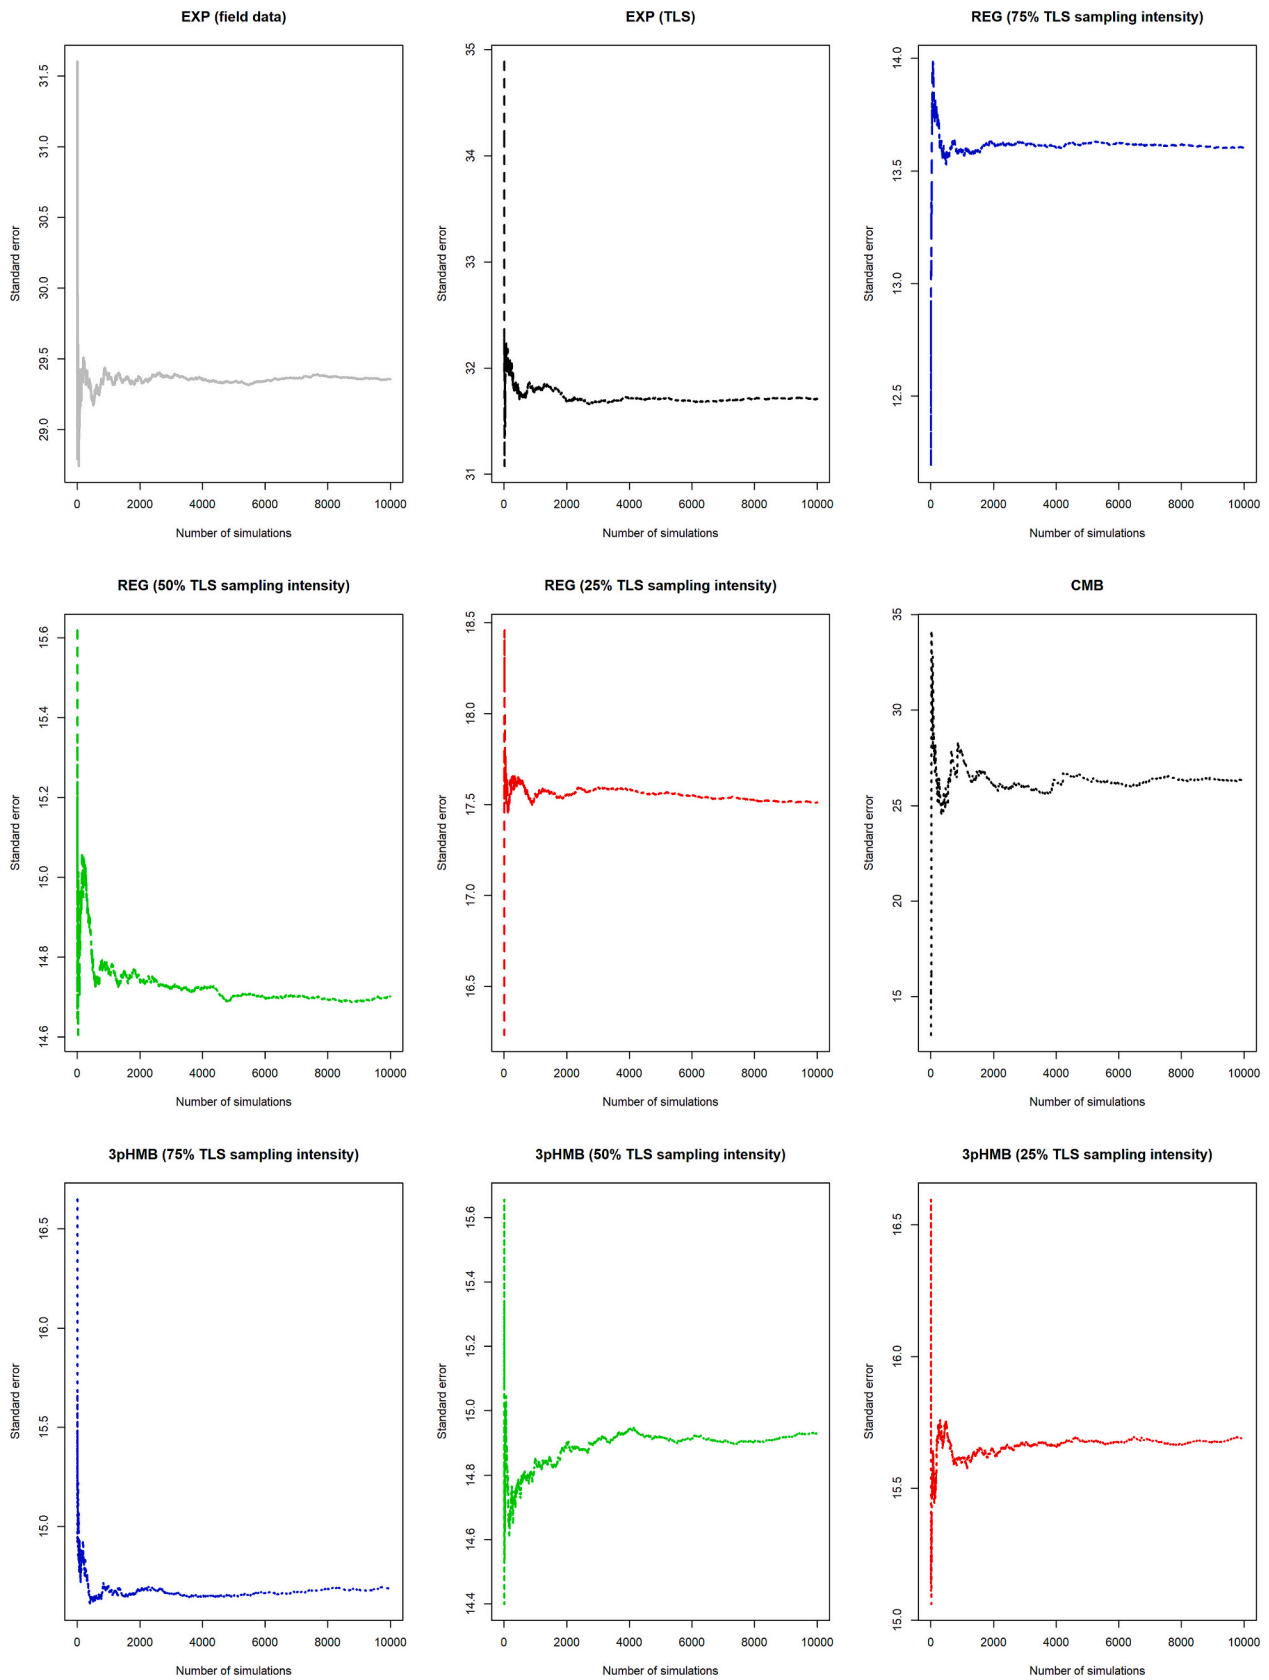 EXP (field data)
Standard error
31.5
31.0
30.5
30.0
29.5
29.0
0 2000 4000 6000 8000 10000
Number of simulations
EXP (TLS)
Standard error
35
34
33
32
31
0 2000 4000 6000 8000 10000
Number of simulations
REG (75% TLS sampling intensity)
Standard error
14.0
13.5
13.0
12.5
0 2000 4000 6000 8000 10000
Number of simulations
REG (50% TLS sampling intensity)
Standard error
15.6
15.4
15.2
15.0
14.8
14.6
0 2000 4000 6000 8000 10000
Number of simulations
REG (25% TLS sampling intensity)
Standard error
18.5
18.0
17.5
17.0
16.5
0 2000 4000 6000 8000 10000
Number of simulations
CMB
Standard error
35
30
25
20
15
0 2000 4000 6000 8000 10000
Number of simulations
3pHMB (75% TLS sampling intensity)
Standard error
16.5
16.0
15.5
15.0
0 2000 4000 6000 8000 10000
Number of simulations
3pHMB (50% TLS sampling intensity)
Standard error
15.6
15.4
15.2
15.0
14.8
14.6
14.4
0 2000 4000 6000 8000 10000
Number of simulations
3pHMB (25% TLS sampling intensity)
Standard error
16.5
16.0
15.5
15.0
0 2000 4000 6000 8000 10000
Number of simulations